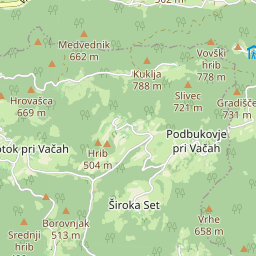 Medvednik
662 m
Vovški
hrib
778 m
Kuklja
788 m
Hrovašca
669 m
Slivec
721 m
Gradišče
731 m
Podbukovje
pri Vačah
otok pri Vačah
Hrib
504 m
Široka Set
Borovnjak
513 m
Vrhe
658 m
Srednji
hrib